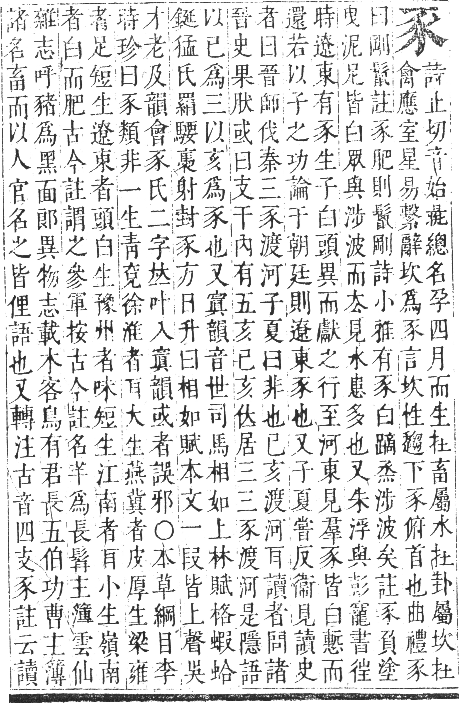 豕 詩止切音始彘總名孕四月而生在畜屬水在卦屬坎在
禽應室星易繫辭坎為豕言坎性趨下豕俯首也曲禮豕
曰剛鬛註豕肥則鬛剛詩小雅有豕白蹢烝涉波矣註豕負塗
曳泥足皆白眾與涉波而去見水患多也又朱浮與彭寵書徃
時遼東有豕生子白頭異而獻之行至河東見羣豕皆白慙而
還若以子之功論于朝廷則遼東豕也又子夏嘗反衞見讀史
者曰晉師伐秦三豕渡河子夏曰非也己亥渡河耳讀者問諸
晉史果肰或曰支干內有五亥己亥伏居三三豕渡河是隱語
以己為三以亥為豕也又寘韻音世司馬相如上林賦格蝦蛤
鋋猛氏羂騕褭射封豕方日升曰相如賦本文一段皆上聲吳
才老及韻會豕氏二字𠀤叶入寘韻或者誤邪〇本草綱目李
時珍曰豕類非一生青兗徐淮者耳大生燕冀者皮厚生梁雍
者足短生遼東者頭白生豫州者咮短生江南者耳小生嶺南
者白而肥古今註謂之參軍按古今註名羊為長髯主簿雲仙
雜志呼豬為黑面郎異物志載木客鳥有君長五伯功曹主簿
諸名畜而以人官名之皆俚語也又轉注古音四支豕註云讀